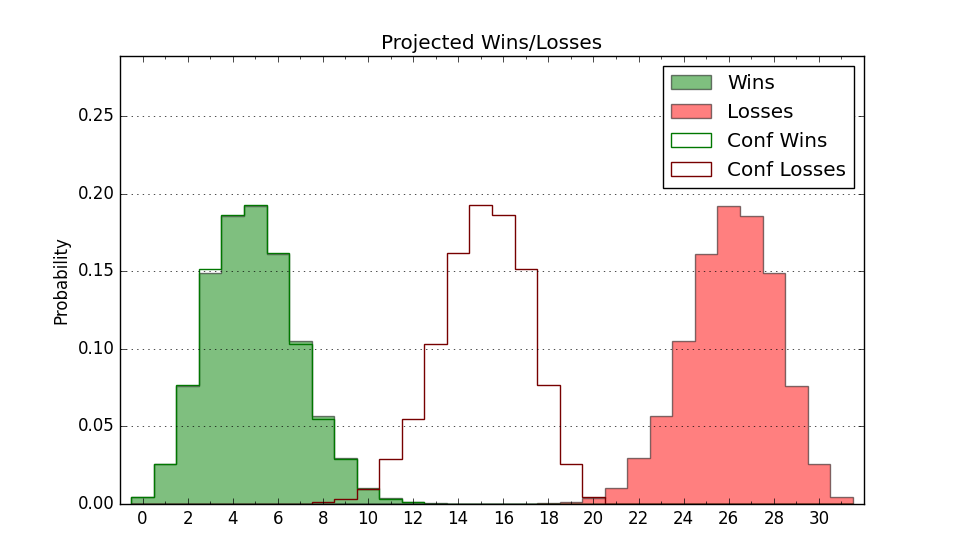 Projected Wins/Losses
Wins
Losses
Conf Wins
Conf Losses
Probability
0.25
0.20
0.15
0.10
0.05
0.00
0 2 4 6 8 10 12 14 16 18 20 22 24 26 28 30